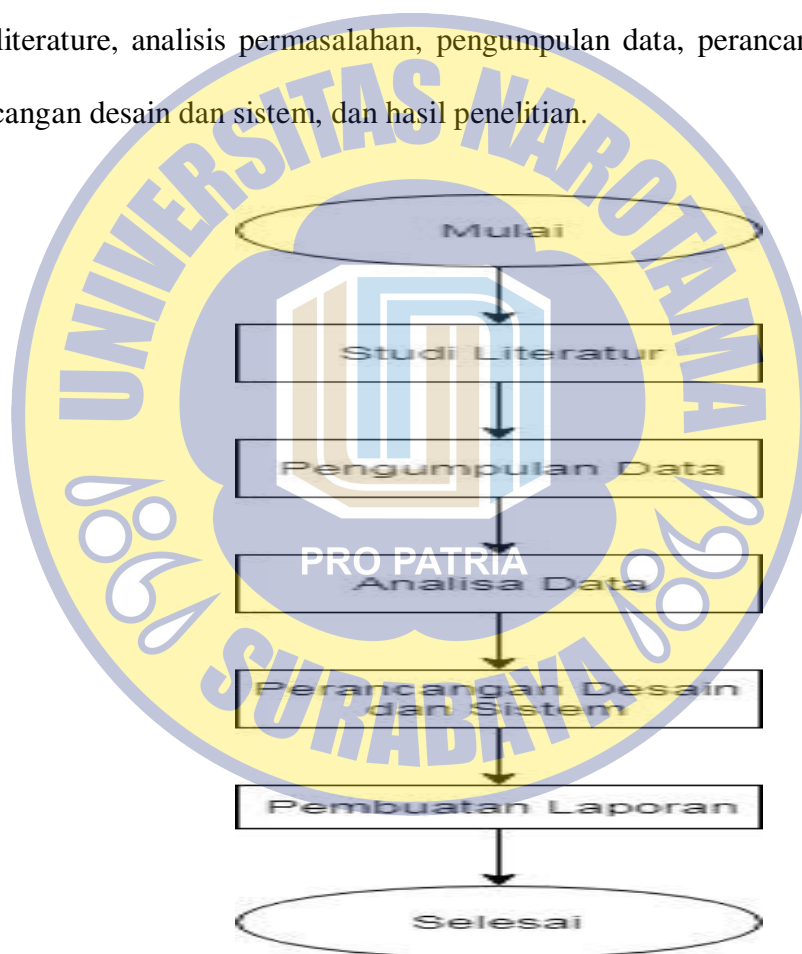 literature, analisis permasalahan, pengumpulan data,
cangan desain dan sistem, dan hasil penelitian.
UNIVERSITAS NAROTAMA
Mulai
Studi Literatur
Pengumpulan Data
PRO PATRIA
Analisa Data
Perancangan Desain
dan Sistem
SURABAYA
Pembuatan Laporan
Selesai